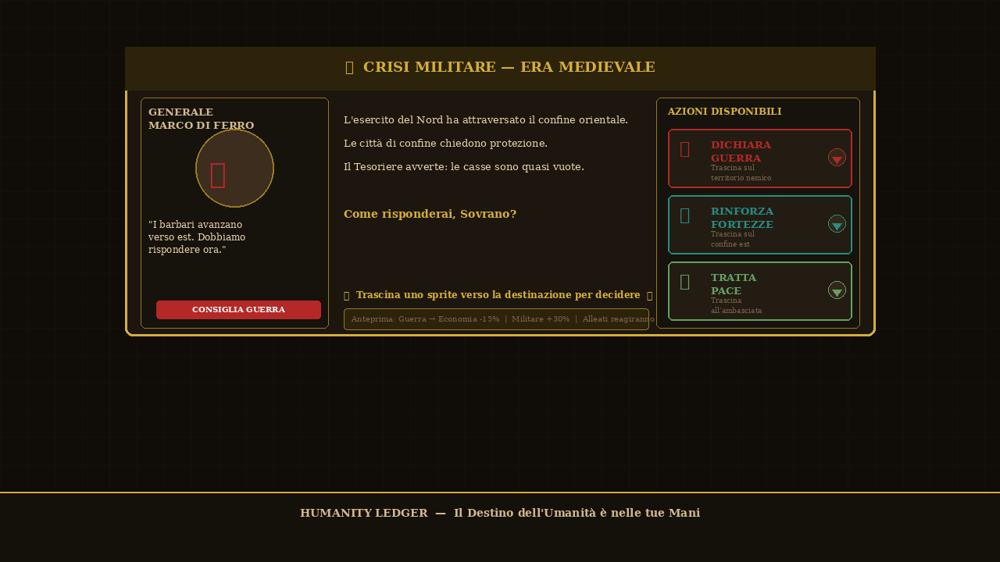 CRISI MILITARE — ERA MEDIEVALE
GENERALE
MARCO DI FERRO
"I barbari avanzano
verso est. Dobbiamo
rispondere ora."
CONSIGLIA GUERRA
L'esercito del Nord ha attraversato il confine orientale.
Le città di confine chiedono protezione.
Il Tesoriere avverte: le casse sono quasi vuote.
Come risponderai, Sovrano?
Trascina uno sprite verso la destinazione per decidere
Anteprima: Guerra → Economia -15% | Militare +30% | Alleati reagiranno
AZIONI DISPONIBILI
DICHIARA
GUERRA
Trascina sul
territorio nemico
RINFORZA
FORTEZZE
Trascina sul
confine est
TRATTA
PACE
Trascina
all'ambasciata
HUMANITY LEDGER — Il Destino dell'Umanità è nelle tue Mani